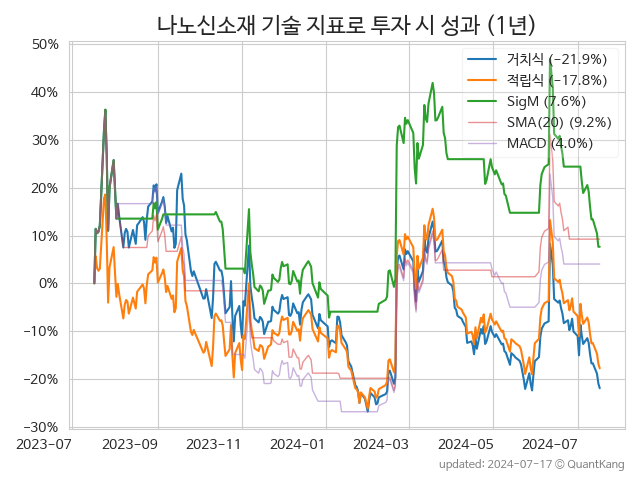 나노신소재 기술 지표로 투자 시 성과 (1년)
50%
40%
30%
20%
10%
0%
−10%
−20%
−30%
거치식 (−21.9%)
적립식 (−17.8%)
SigM (7.6%)
SMA(20) (9.2%)
MACD (4.0%)
2023-07
2023-09
2023-11
2024-01
2024-03
2024-05
2024-07
updated: 2024-07-17 © QuantKang